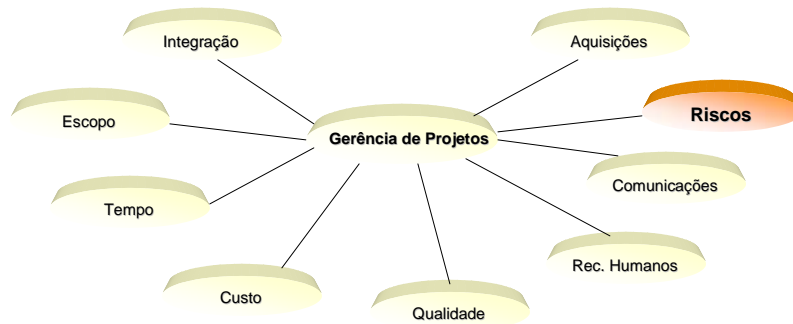 Integração
Aquisições
Escopo
Riscos
Gerência de Projetos
Comunicações
Tempo
Rec. Humanos
Custo
Qualidade